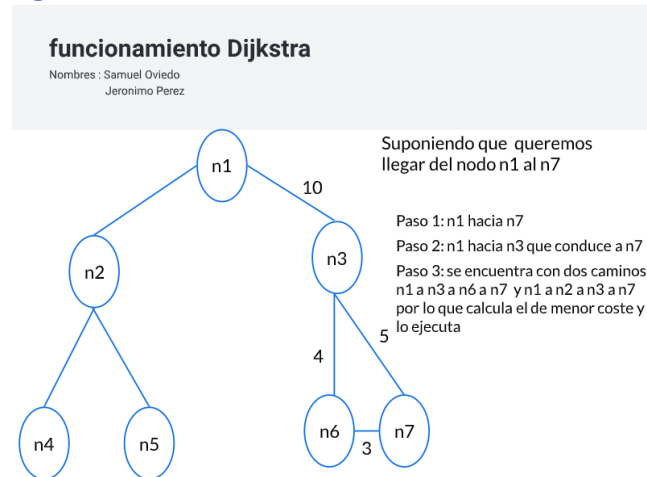 funcionamiento Dijkstra
Nombres : Samuel Oviedo
Jeronimo Perez
Suponiendo que queremos
llegar del nodo n1 al n7
n1
10
Paso 1: n1 hacia n7
Paso 2: n1 hacia n3 que conduce a n7
Paso 3: se encuentra con dos caminos
n1 a n3 a n6 a n7 y n1 a n2 a n3 a n7
por lo que calcula el de menor coste y
lo ejecuta
n2
n3
4
5
n4
n5
n6
3
n7